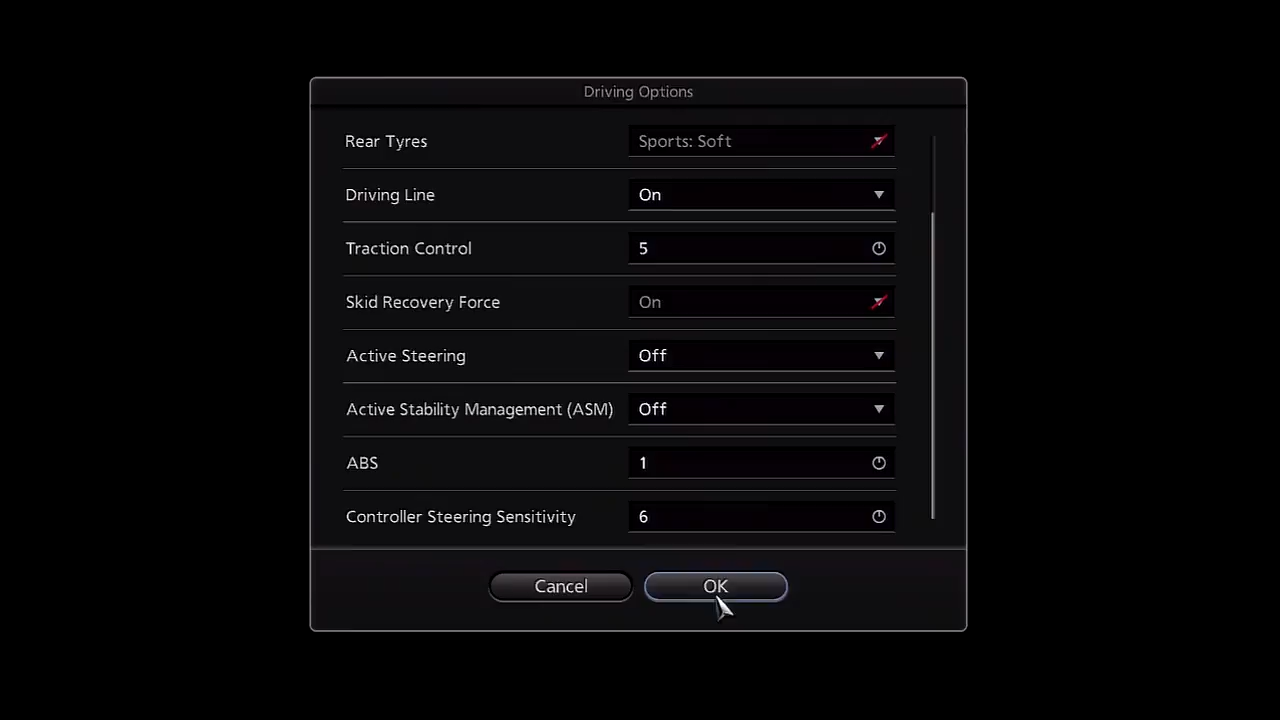 Driving Options
Rear Tyres Sports: Soft
Driving Line On
Traction Control 5
Skid Recovery Force On
Active Steering Off
Active Stability Management (ASM) Off
ABS 1
Controller Steering Sensitivity 6
Cancel OK